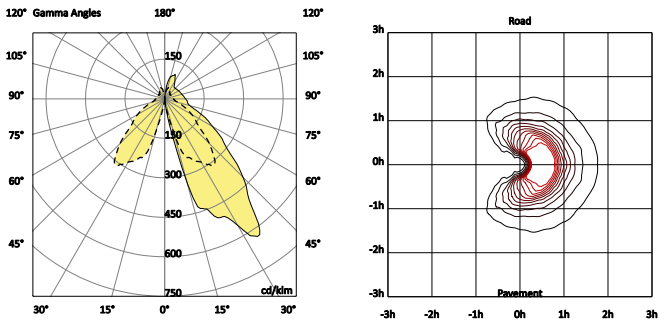 120° Gamma Angles 180° 120°
105° 150 105°
90° 90°
75° 150 75°
60° 300 60°
450
45° 600 45°
750 cd/klm
30° 15° 0° 15° 30°
Road
3h
2h
1h
0h
-1h
-2h
-3h Pavement
-3h -2h -1h 0h 1h 2h 3h